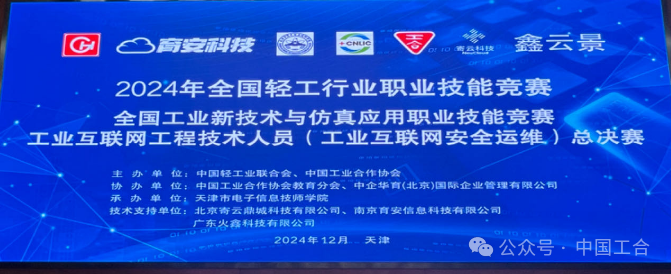 育安科技 CNLIC 寄云科技 鑫云景
2024年全国轻工行业职业技能竞赛
全国工业新技术与仿真应用职业技能竞赛
工业互联网工程技术人员（工业互联网安全运维）总决赛
主办单位：中国轻工业联合会、中国工业合作协会
协办单位：中国工业合作协会教育分会、中企华育(北京)国际企业管理有限公司
承办单位：天津市电子信息技师学院
技术支持单位：北京寄云鼎城科技有限公司、南京育安信息科技有限公司
广东火鑫科技有限公司
2024年12月 天津
公众号·中国工合